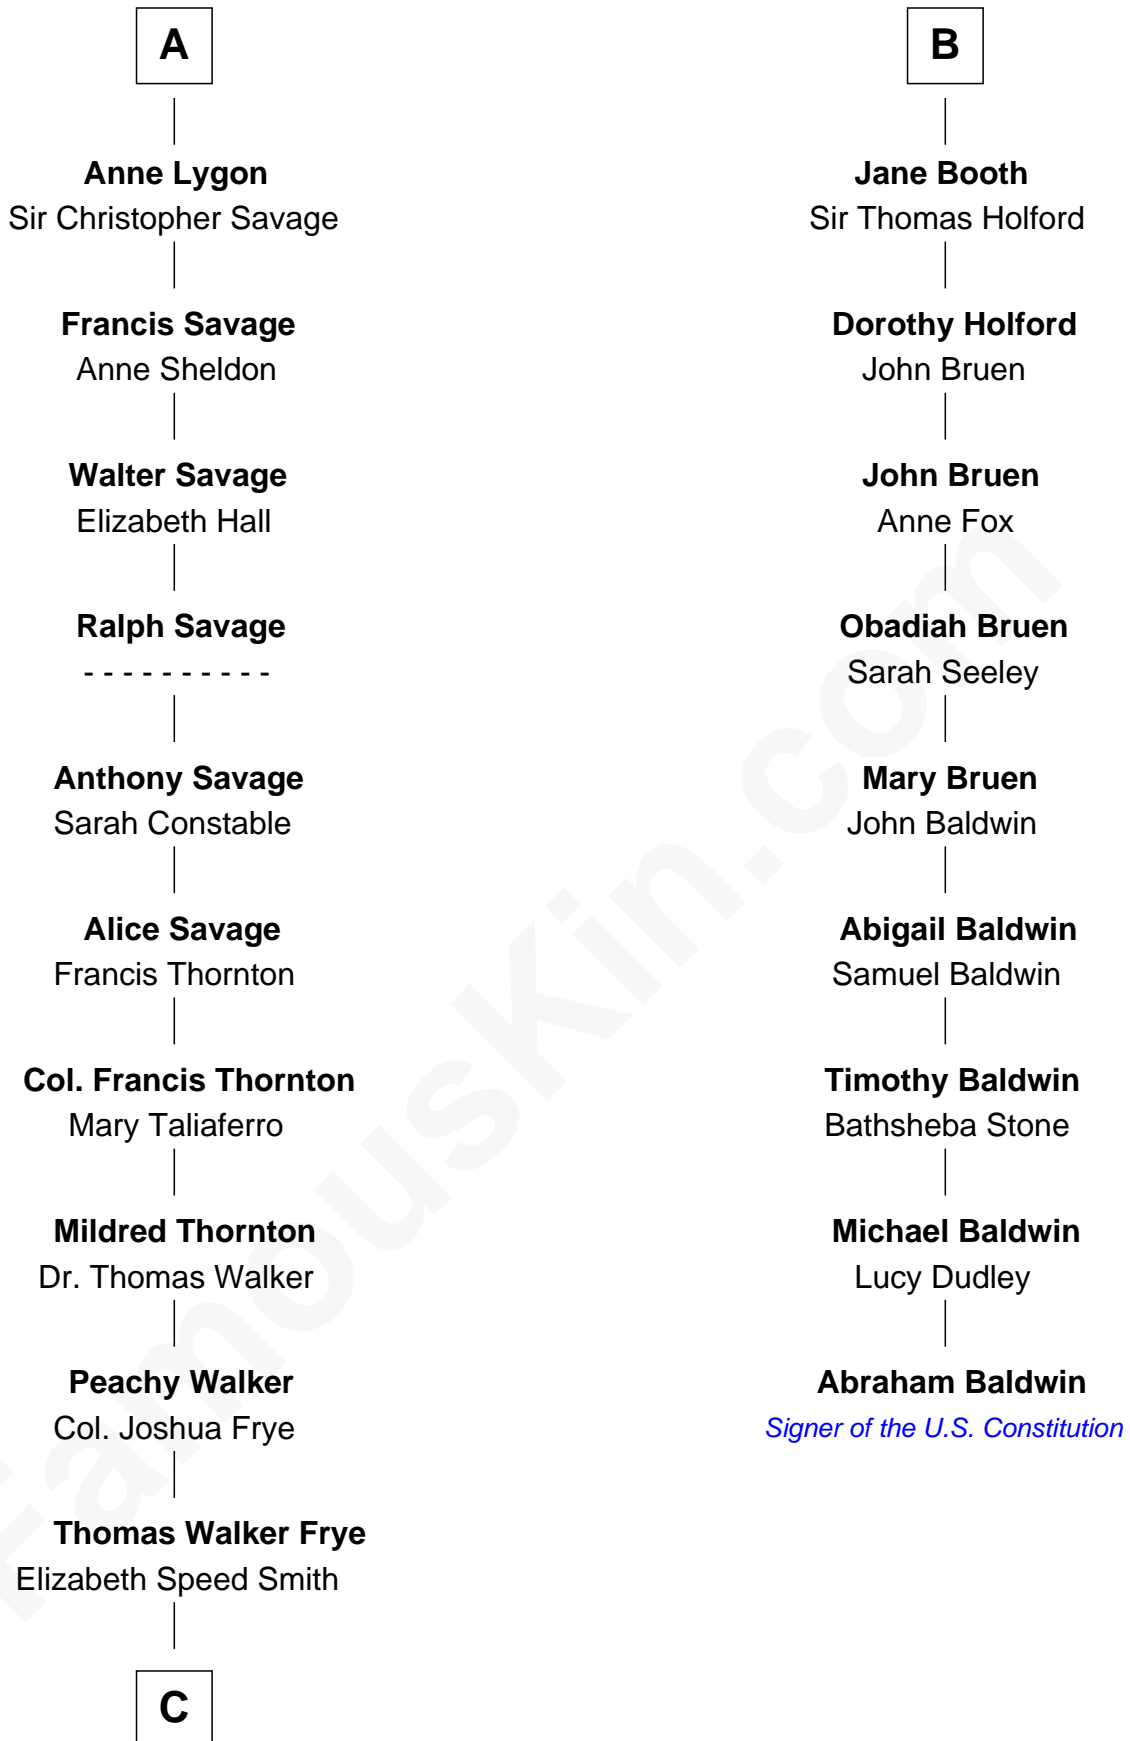 A
Anne Lygon
Sir Christopher Savage
Francis Savage
Anne Sheldon
Walter Savage
Elizabeth Hall
Ralph Savage
- - - - - - - - - -
Anthony Savage
Sarah Constable
Alice Savage
Francis Thornton
Col. Francis Thornton
Mary Taliaferro
Mildred Thornton
Dr. Thomas Walker
Peachy Walker
Col. Joshua Frye
Thomas Walker Frye
Elizabeth Speed Smith
C
B
Jane Booth
Sir Thomas Holford
Dorothy Holford
John Bruen
John Bruen
Anne Fox
Obadiah Bruen
Sarah Seeley
Mary Bruen
John Baldwin
Abigail Baldwin
Samuel Baldwin
Timothy Baldwin
Bathsheba Stone
Michael Baldwin
Lucy Dudley
Abraham Baldwin
Signer of the U.S. Constitution
FamousKin.com